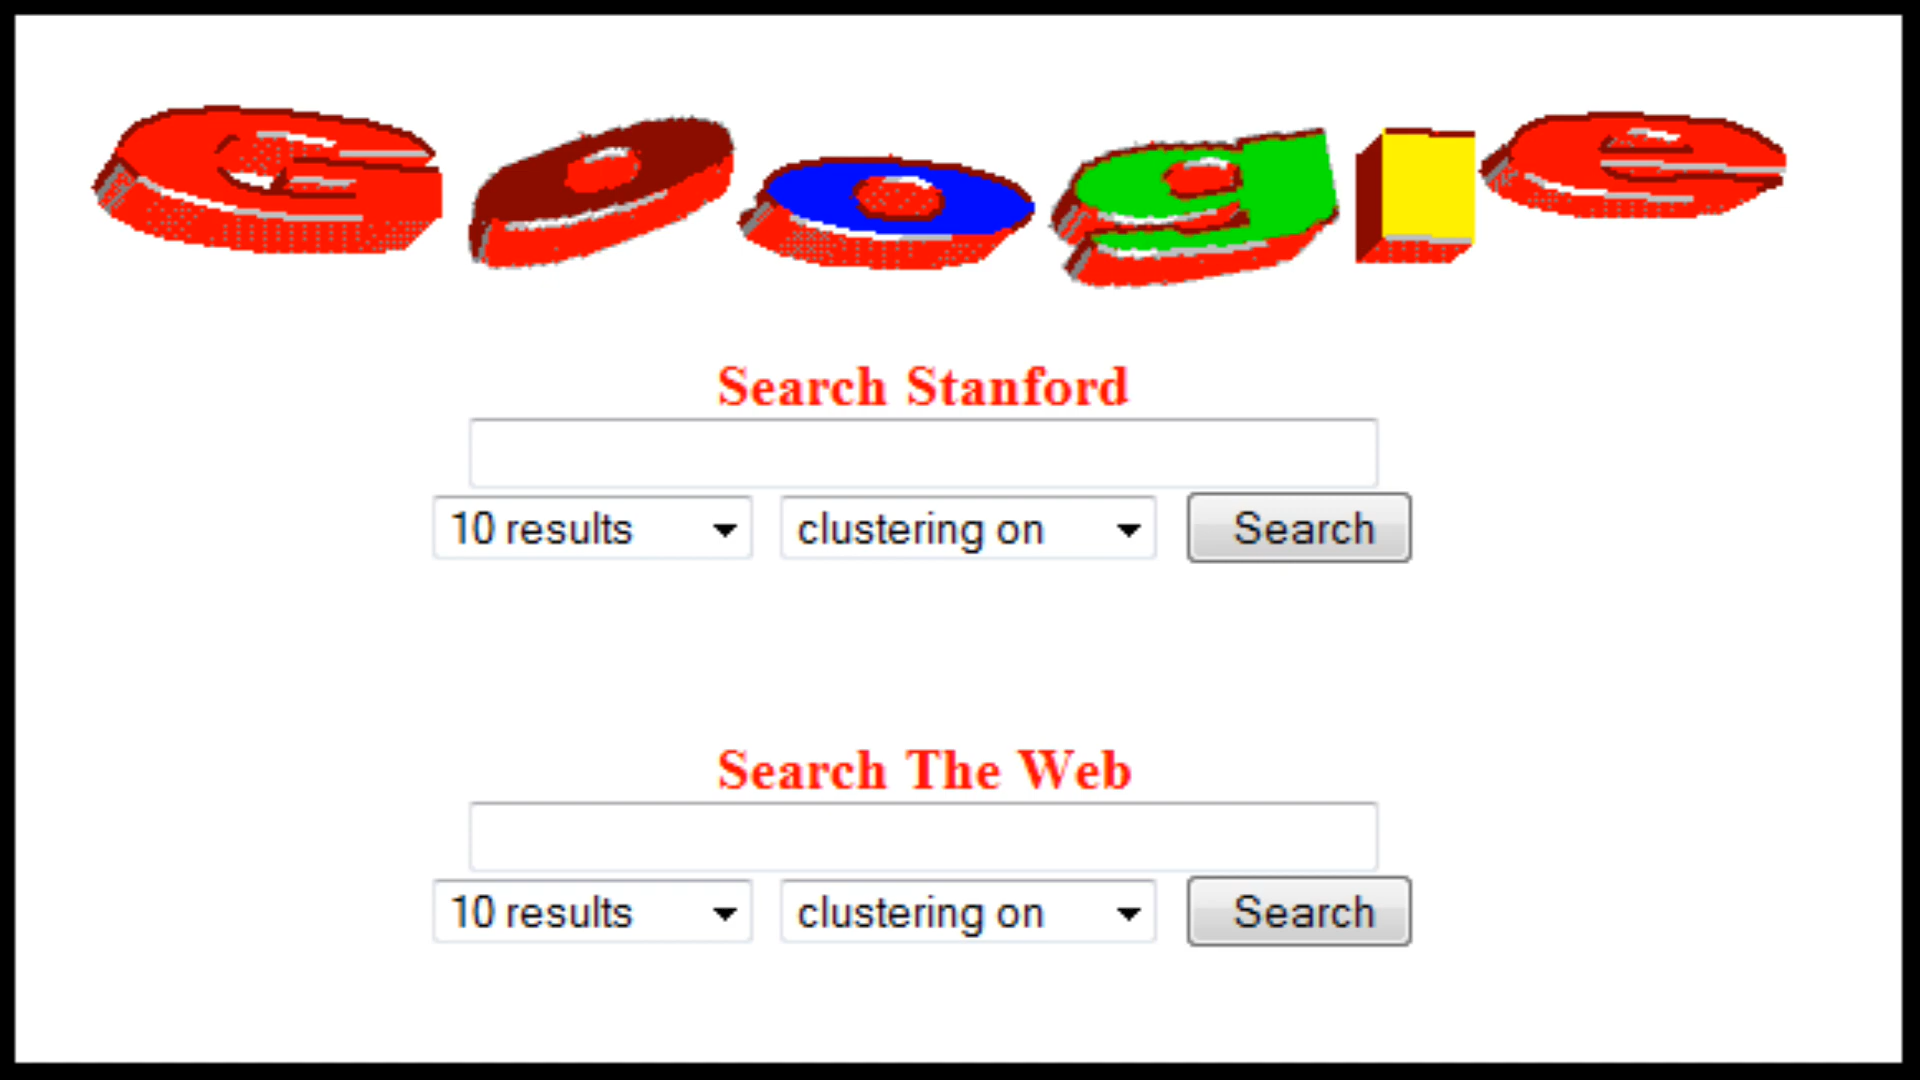 Google
Search Stanford
10 results clustering on Search
Search The Web
10 results clustering on Search